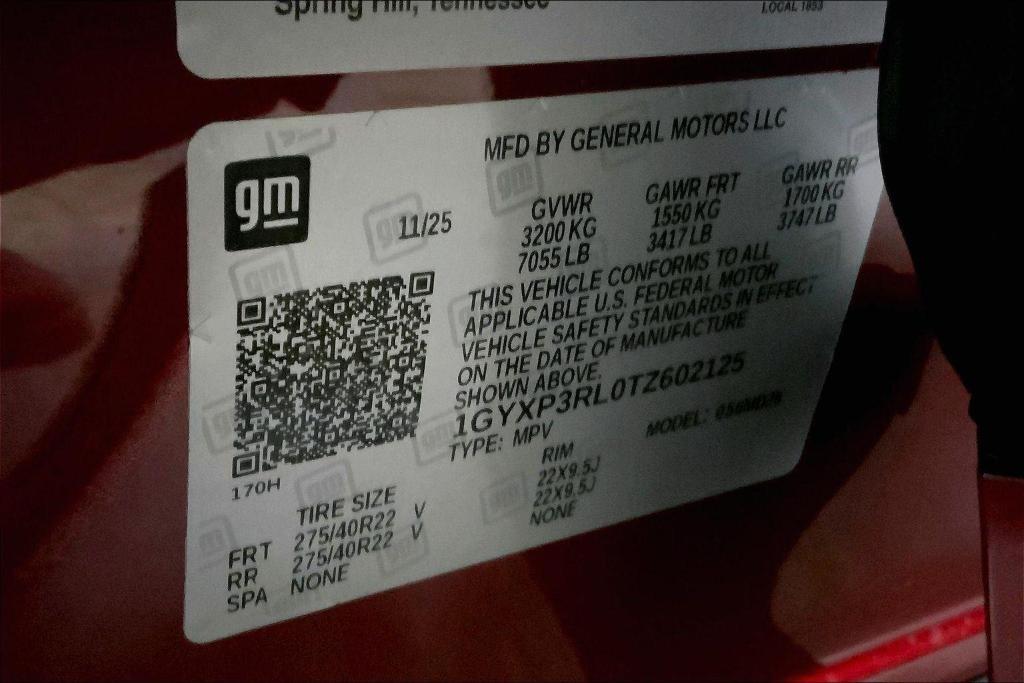 Spring Hill, Tennessee
LOCAL 1853
MFD BY GENERAL MOTORS LLC
gm
11/25
GVWR
3200 KG
7055 LB
GAWR FRT
1550 KG
3417 LB
GAWR RR
1700 KG
3747 LB
THIS VEHICLE CONFORMS TO ALL
APPLICABLE U.S. FEDERAL MOTOR
VEHICLE SAFETY STANDARDS IN EFFECT
ON THE DATE OF MANUFACTURE
SHOWN ABOVE.
1GYXP3RL0TZ602125
TYPE: MPV
MODEL:
170H
TIRE SIZE
RIM
FRT 275/40R22 V 22X9.5J
RR 275/40R22 V 22X9.5J
SPA NONE NONE